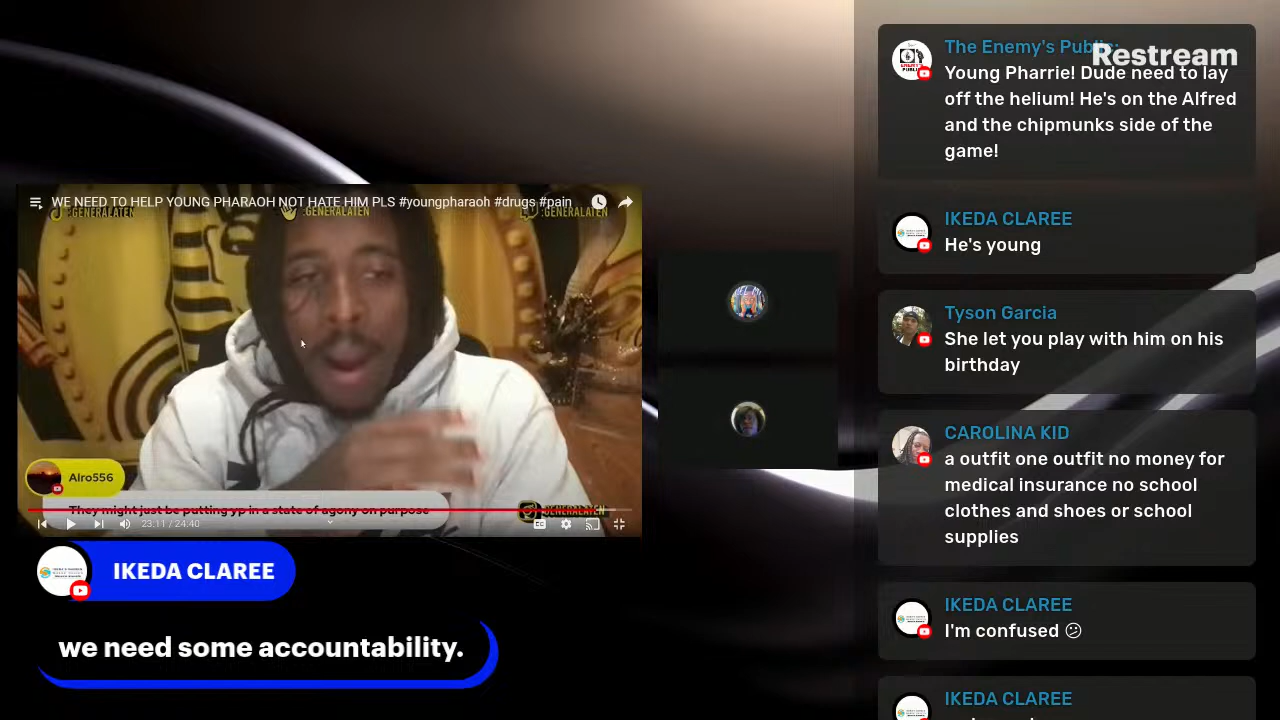 WE NEED TO HELP YOUNG PHARAOH NOT HATE HIM PLS #youngpharaoh #drugs #pain
:GENERALATEN
:GENERALATEN
:GENERALATEN
Alro556
They might just be putting yp in a state of agony on purpose
GENERALATEN
23:11 / 24:40
IKEDA CLAREE
we need some accountability.
Restream
The Enemy's Public:
Young Pharrie! Dude need to lay
off the helium! He's on the Alfred
and the chipmunks side of the
game!
IKEDA CLAREE
He's young
Tyson Garcia
She let you play with him on his
birthday
CAROLINA KID
a outfit one outfit no money for
medical insurance no school
clothes and shoes or school
supplies
IKEDA CLAREE
I'm confused 😕
IKEDA CLAREE